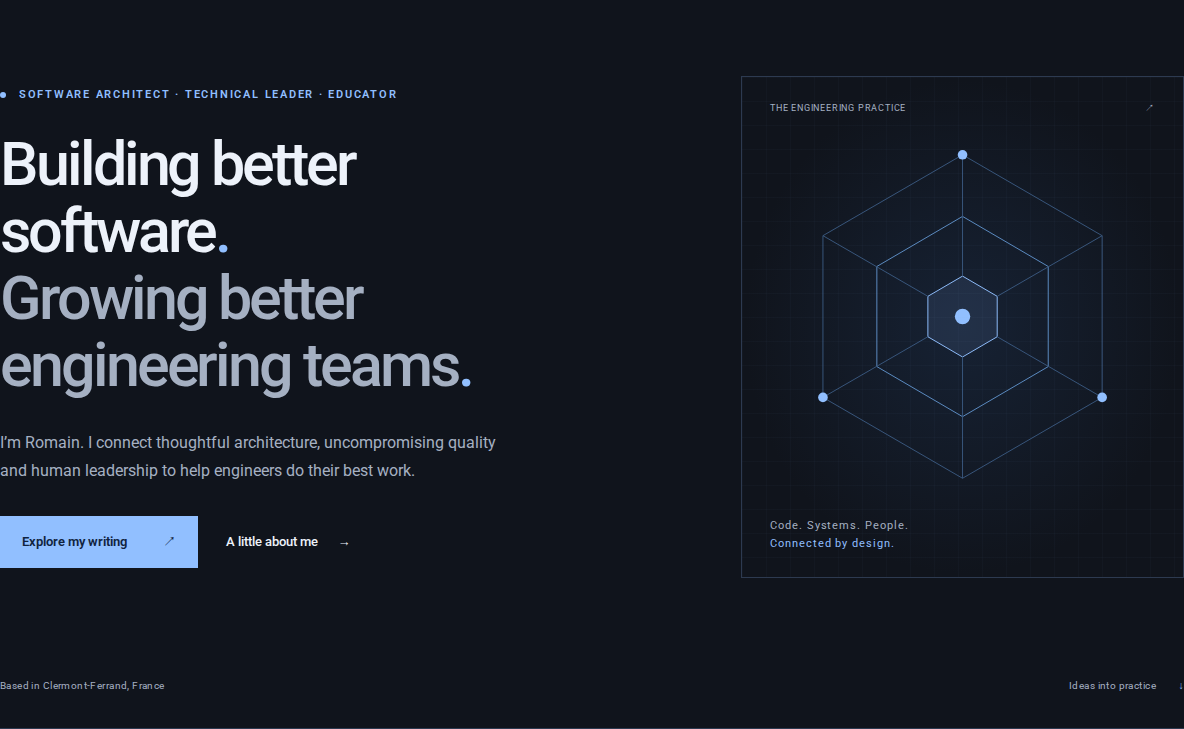 SOFTWARE ARCHITECT · TECHNICAL LEADER · EDUCATOR
Building better
software.
Growing better
engineering teams.
I’m Romain. I connect thoughtful architecture, uncompromising quality
and human leadership to help engineers do their best work.
Explore my writing ↗
A little about me →
THE ENGINEERING PRACTICE ↗
Code. Systems. People.
Connected by design.
Based in Clermont-Ferrand, France
Ideas into practice ↓